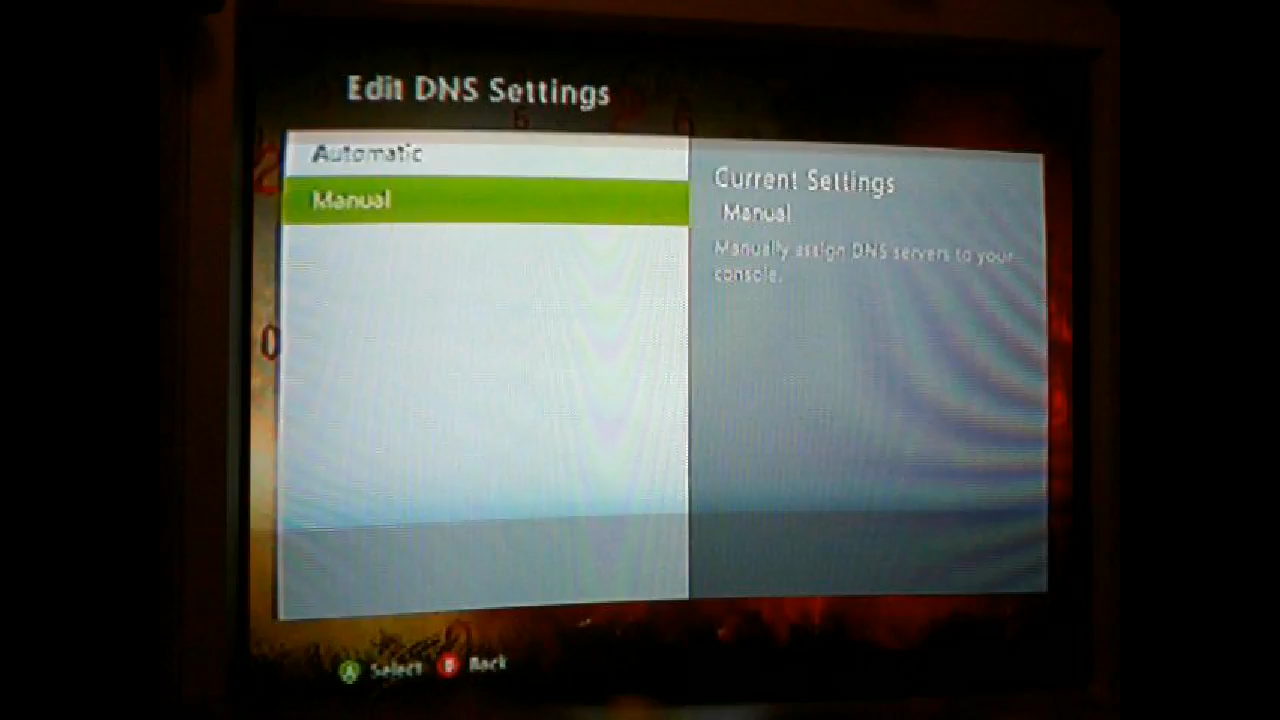 Edit DNS Settings
Automatic
Manual
Current Settings
Manual
Manually assign DNS servers to your
console.
A Select B Back